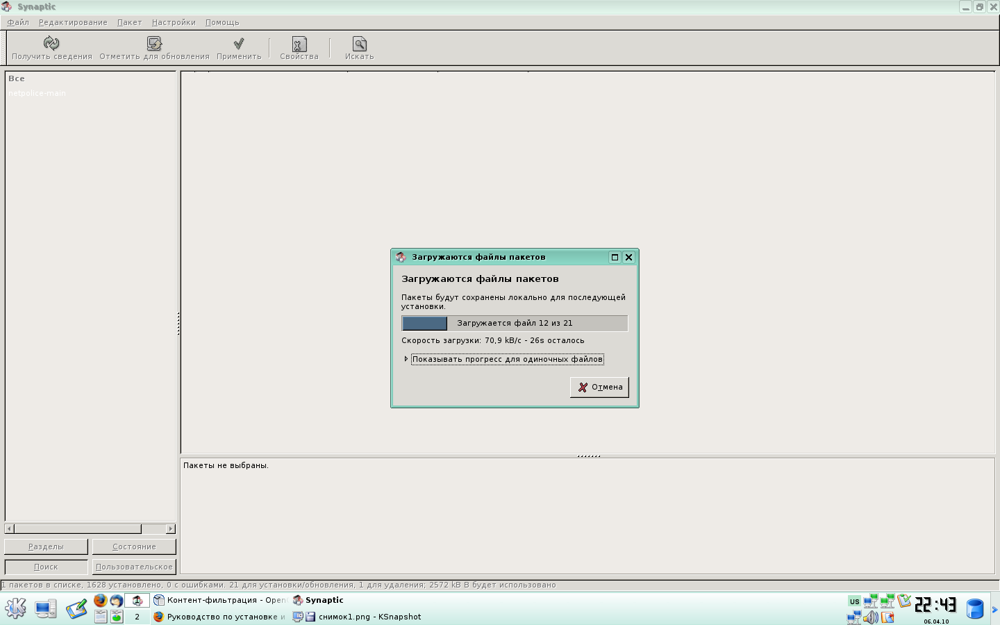 Synaptic
Файл Редактирование Пакет Настройки Помощь
Получить сведения Отметить для обновления Применить Свойства Искать
Все
netpolice-main
Загружаются файлы пакетов
Загружаются файлы пакетов
Пакеты будут сохранены локально для последующей
установки.
Загружается файл 12 из 21
Скорость загрузки: 70,9 kB/c - 26s осталось
Показывать прогресс для одиночных файлов
Отмена
Пакеты не выбраны.
Разделы Состояние
Поиск Пользовательское
1 пакетов в списке, 1628 установлено, 0 с ошибками. 21 для установки/обновления, 1 для удаления; 2572 kB В будет использовано
1 Контент-фильтрация - Open Synaptic US 22:43
2 Руководство по установке и снимок1.png - KSnapshot 06.04.10